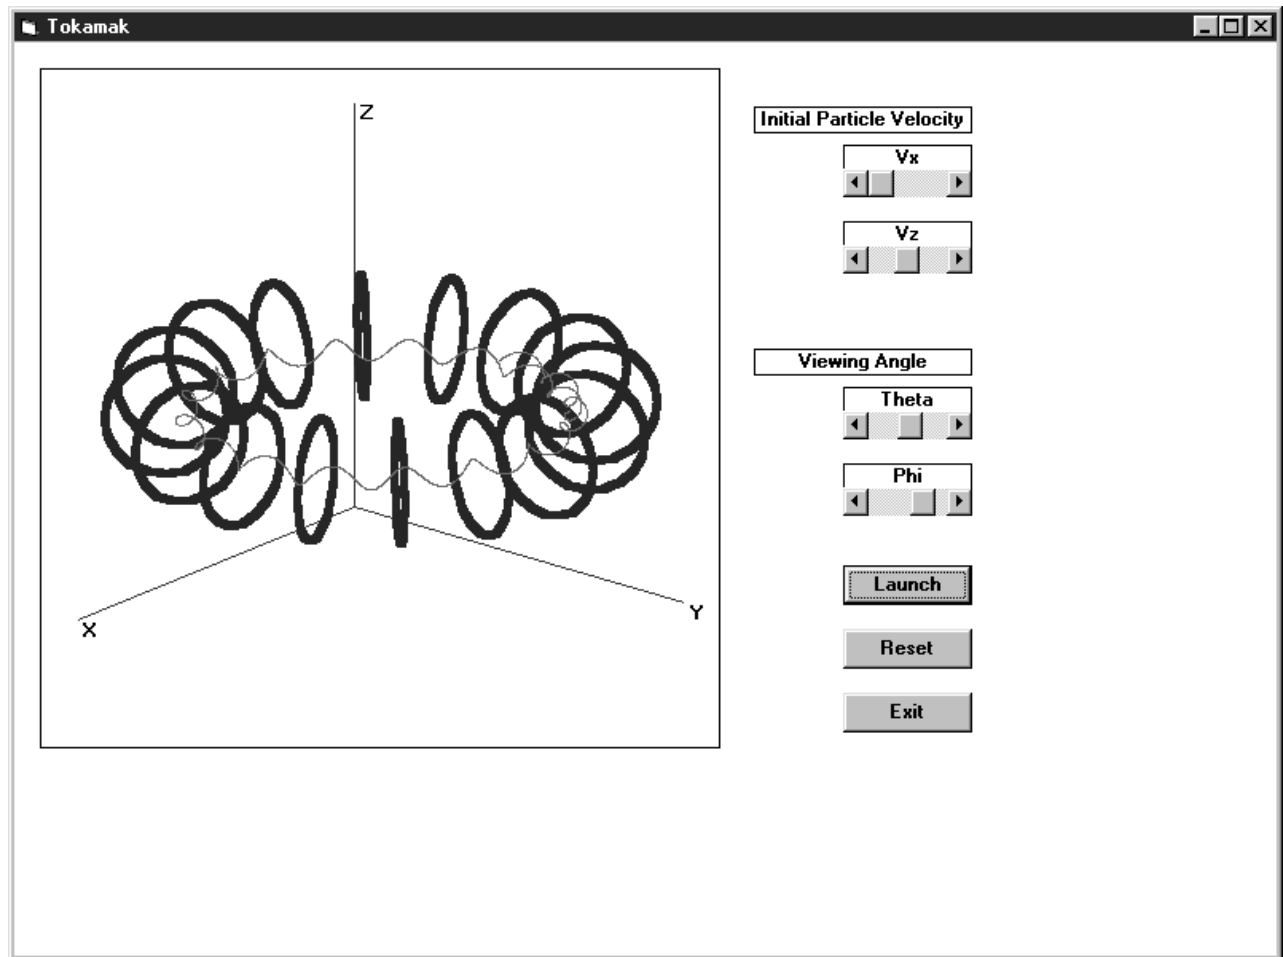 Tokamak
Z
X
Y
Initial Particle Velocity
Vx
Vz
Viewing Angle
Theta
Phi
Launch
Reset
Exit